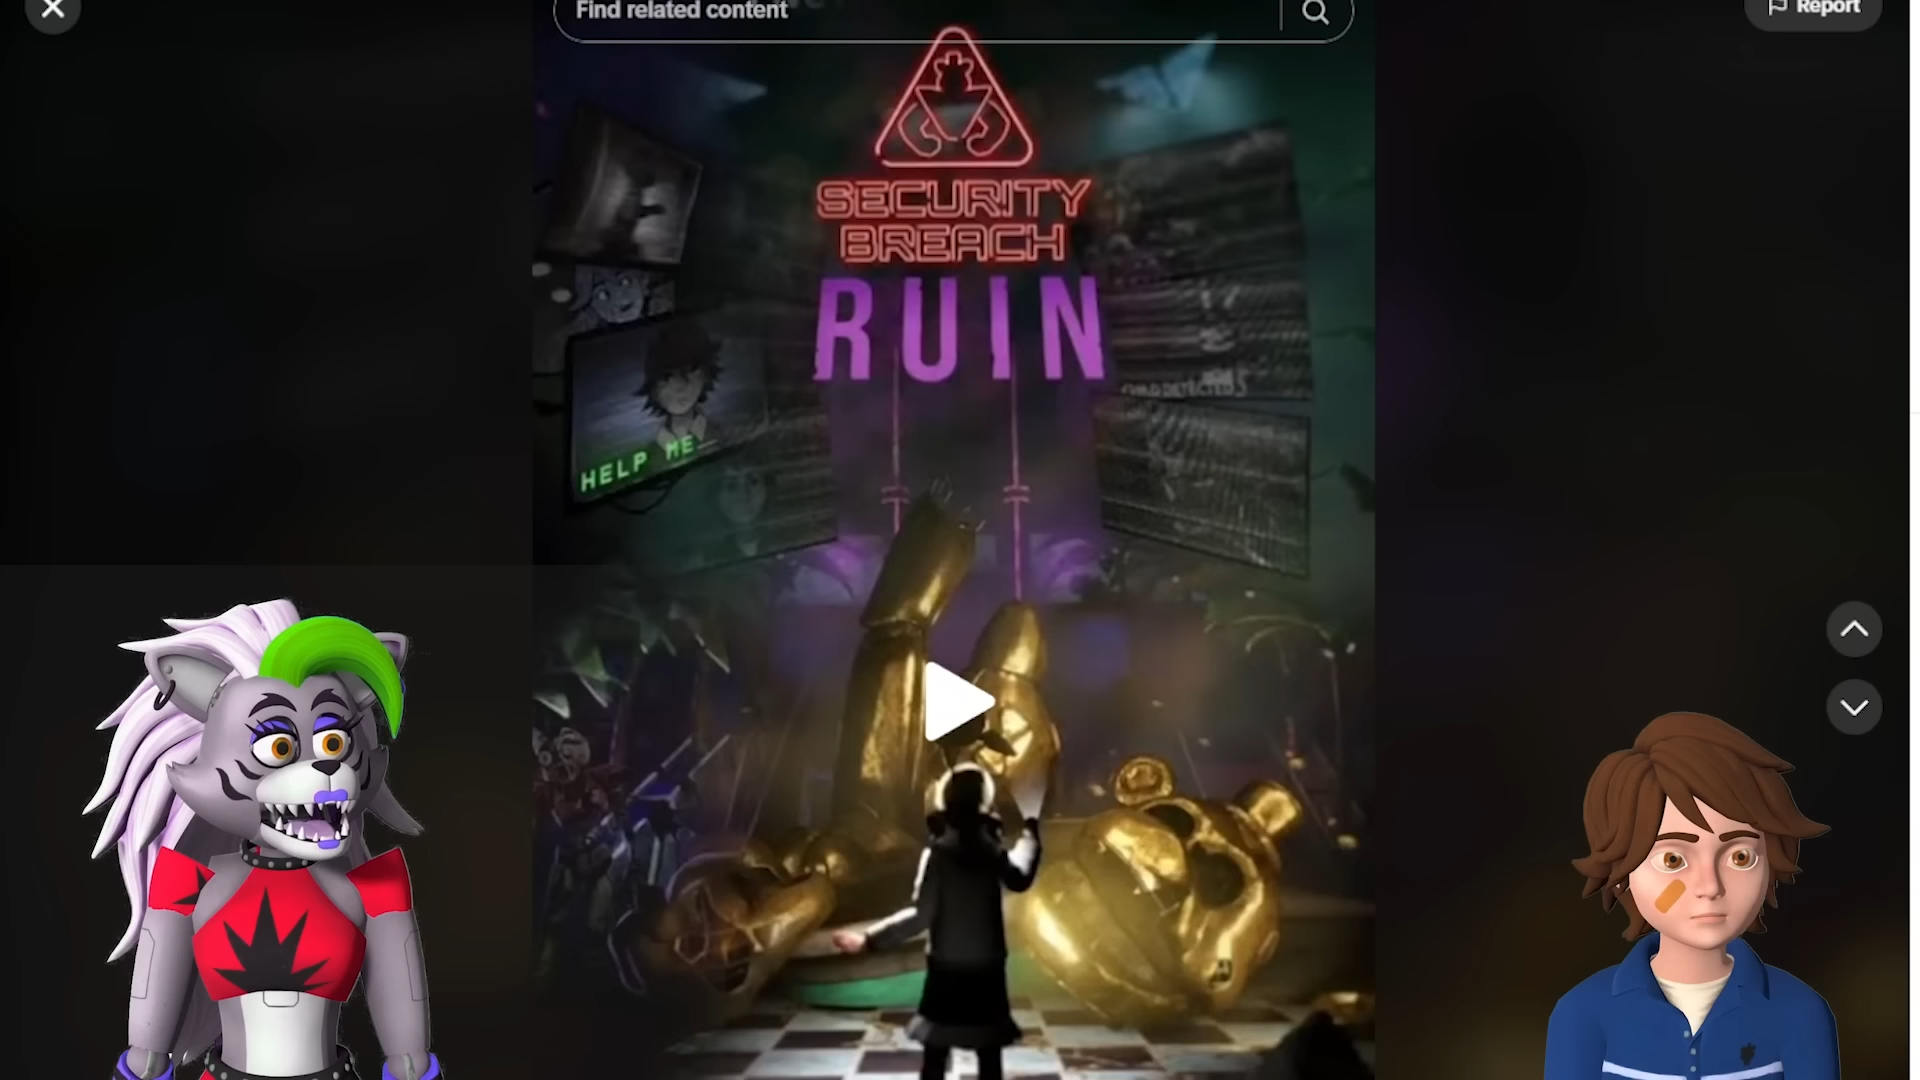 Find related content
Report
SECURITY
BREACH
RUIN
HELP ME